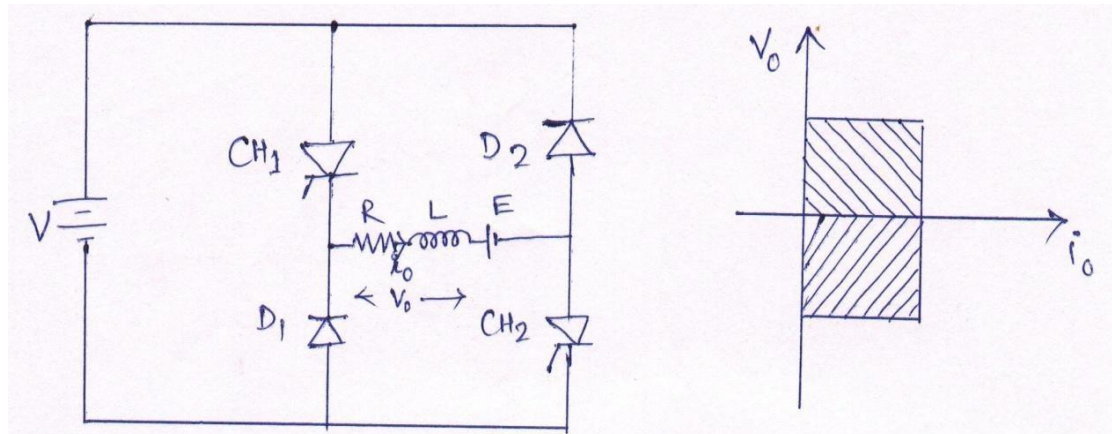 V₀
CH₁
D₂
R L E
V
i₀
i₀
← V₀ →
D₁
CH₂